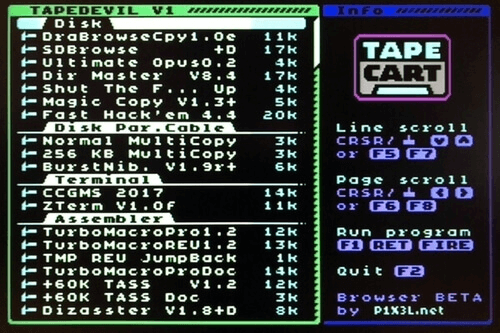 TAPEDEVIL V1
Disk
DraBrowseCpy1.0e 11k
SDBrowse +D 17k
Ultimate Opus0.2 4k
Dir Master V8.4 17k
Shut The F... Up 4k
Magic Copy V1.3+ 5k
Fast Hack'em 4.4 20k
Disk Par.Cable
Normal MultiCopy 3k
256 KB MultiCopy 3k
BurstNib. V1.9r+ 6k
Terminal
CCGMS 2017 14k
ZTerm V1.0f 11k
Assembler
TurboMacroPro1.2 12k
TurboMacroREU1.2 13k
TMP REU JumpBack 1k
TurboMacroProDoc 14k
+60K TASS V1.2 12k
+60K TASS Doc 3k
Dizasster V1.8+D 8k
Info
TAPE
CART
Line scroll
CRSR/
or F5 F7
Page scroll
CRSR/
or F6 F8
Run program
F1 RET FIRE
Quit F2
Browser BETA
by P1X3L.net